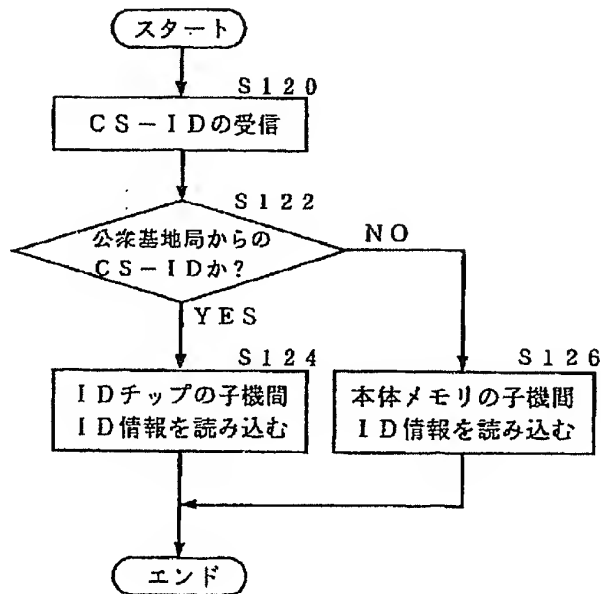 スタート
S120
CS-IDの受信
S122
公衆基地局からの
CS-IDか?
NO
YES
S124
IDチップの子機間
ID情報を読み込む
S126
本体メモリの子機間
ID情報を読み込む
エンド